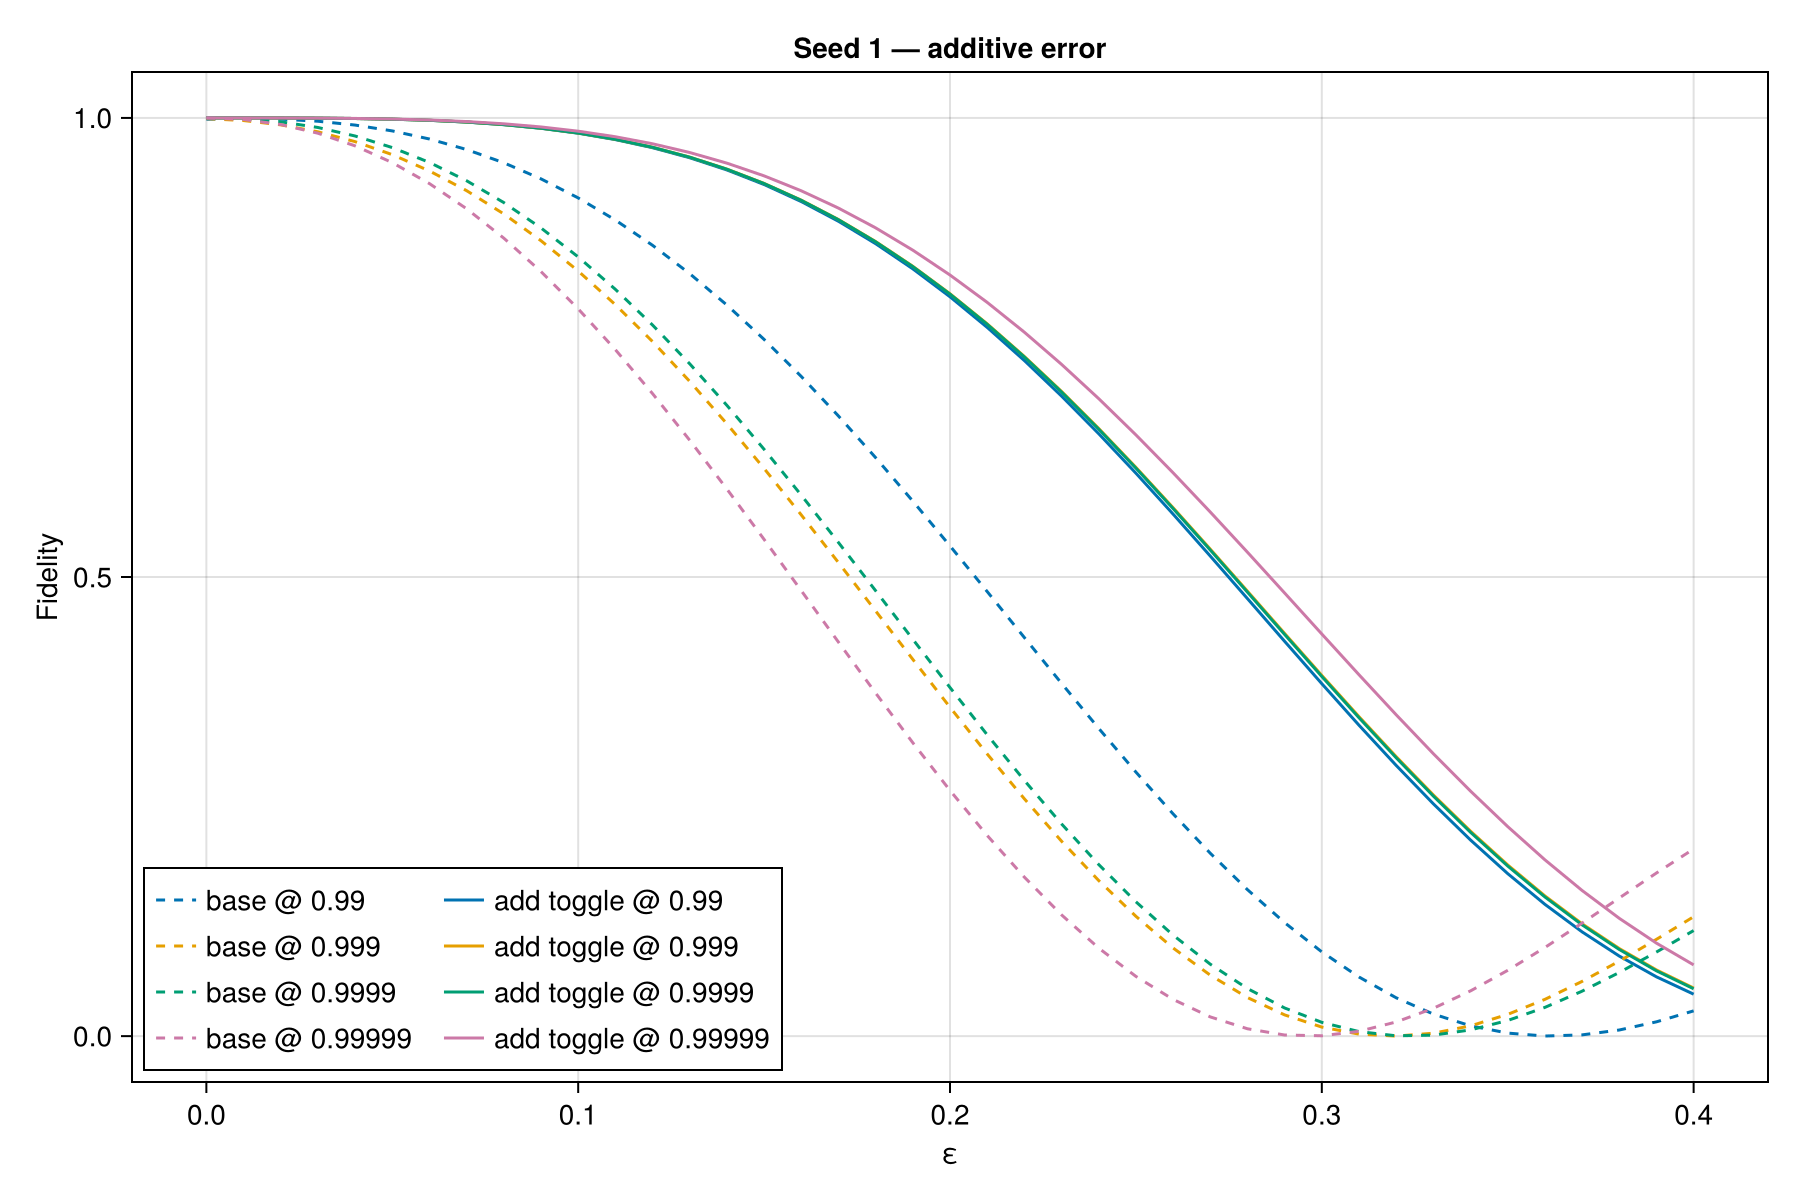 Seed 1 — additive error
Fidelity
1.0
0.5
0.0
base @ 0.99
base @ 0.999
base @ 0.9999
base @ 0.99999
add toggle @ 0.99
add toggle @ 0.999
add toggle @ 0.9999
add toggle @ 0.99999
0.0
0.1
0.2
0.3
0.4
ε